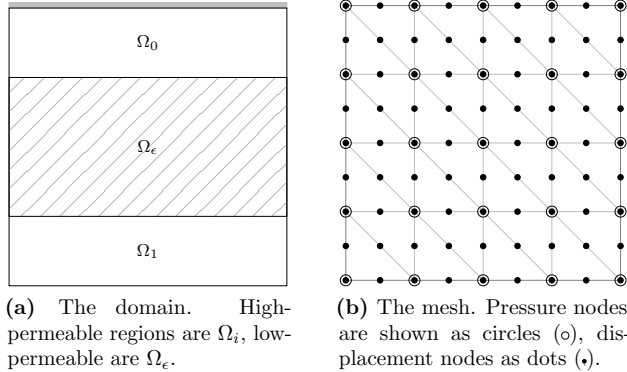 Ω₀
Ωϵ
Ω₁
(a) The domain. High-
permeable regions are Ωᵢ, low-
permeable are Ωϵ.
(b) The mesh. Pressure nodes
are shown as circles (○), dis-
placement nodes as dots (•).